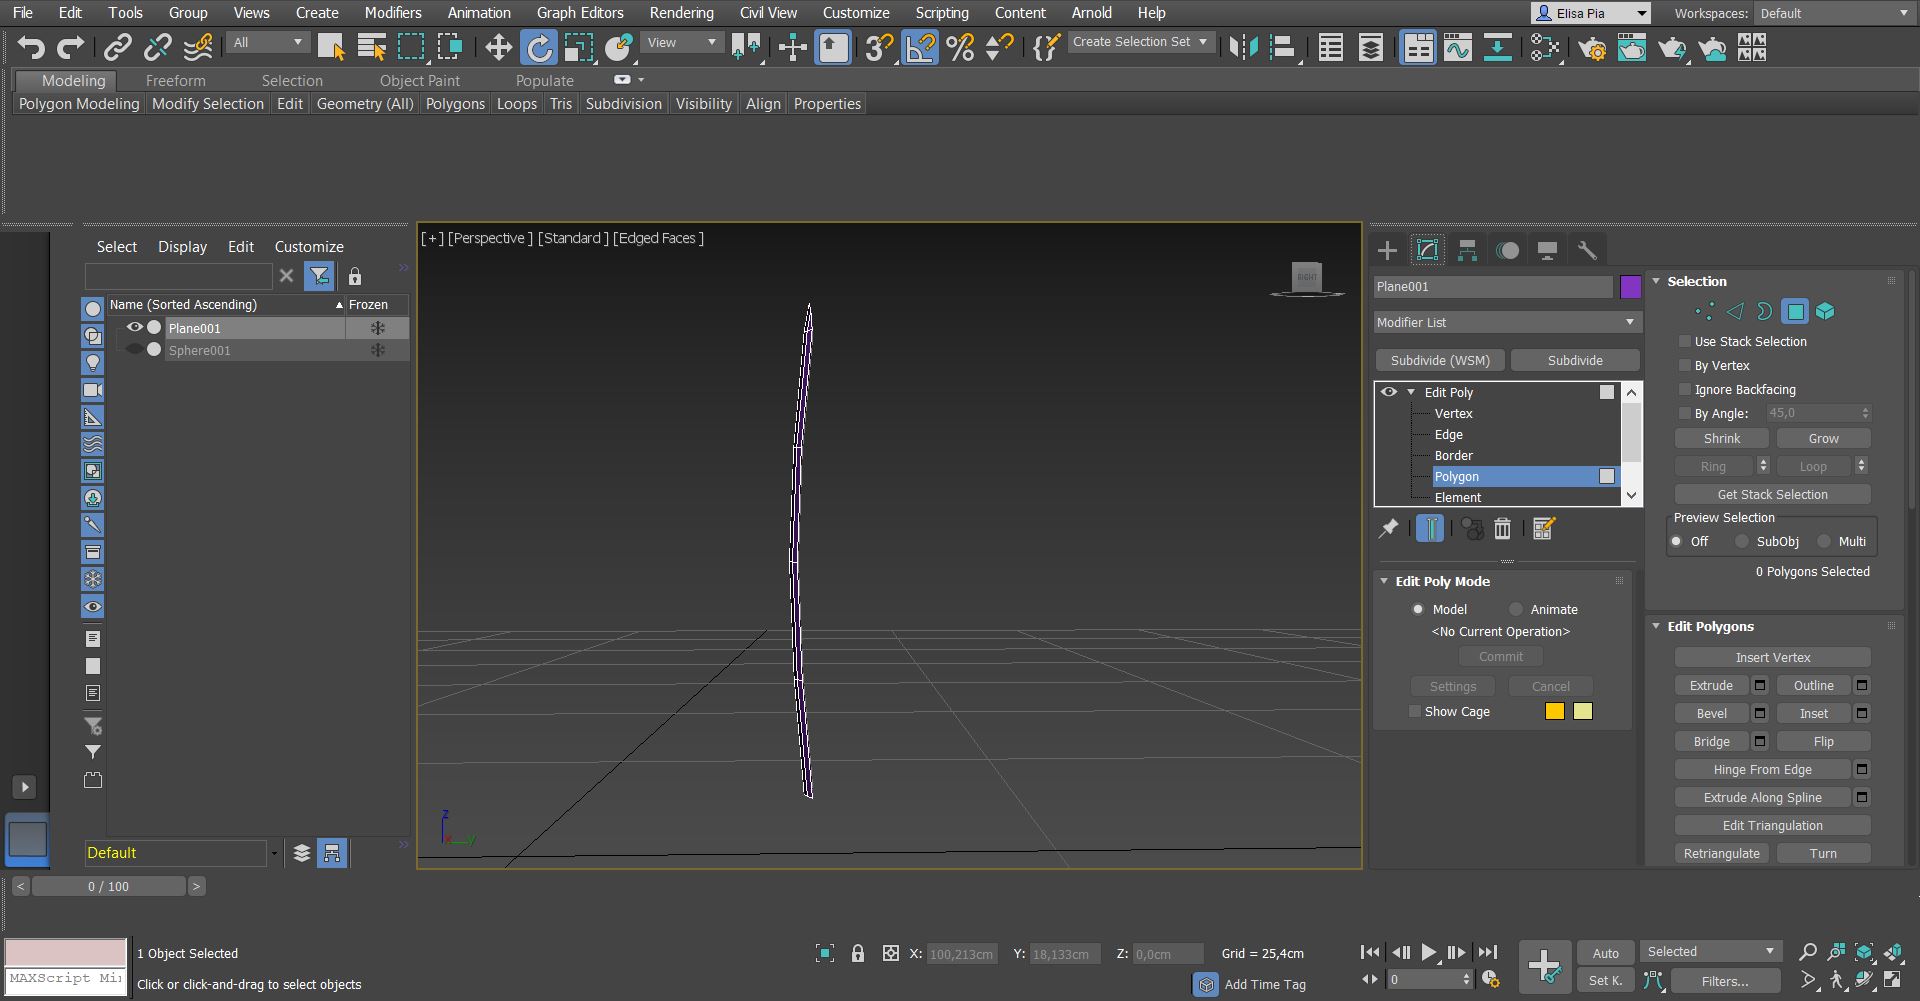 File Edit Tools Group Views Create Modifiers Animation Graph Editors Rendering Civil View Customize Scripting Content Arnold Help Elisa Pia Workspaces: Default
All View Create Selection Set
Modeling Freeform Selection Object Paint Populate
Polygon Modeling Modify Selection Edit Geometry (All) Polygons Loops Tris Subdivision Visibility Align Properties
Select Display Edit Customize
Name (Sorted Ascending) Frozen
Plane001
Sphere001
Default
[+] [Perspective ] [Standard ] [Edged Faces ]
RIGHT
z
x y
Plane001
Modifier List
Subdivide (WSM) Subdivide
Edit Poly
Vertex
Edge
Border
Polygon
Element
Edit Poly Mode
Model Animate
<No Current Operation>
Commit
Settings Cancel
Show Cage
Selection
Use Stack Selection
By Vertex
Ignore Backfacing
By Angle: 45,0
Shrink Grow
Ring Loop
Get Stack Selection
Preview Selection
Off SubObj Multi
0 Polygons Selected
Edit Polygons
Insert Vertex
Extrude Outline
Bevel Inset
Bridge Flip
Hinge From Edge
Extrude Along Spline
Edit Triangulation
Retriangulate Turn
< 0 / 100 >
1 Object Selected X: 100,213cm Y: 18,133cm Z: 0,0cm Grid = 25,4cm Auto Selected
MAXScript Mi Click or click-and-drag to select objects Add Time Tag 0 Set K. Filters...